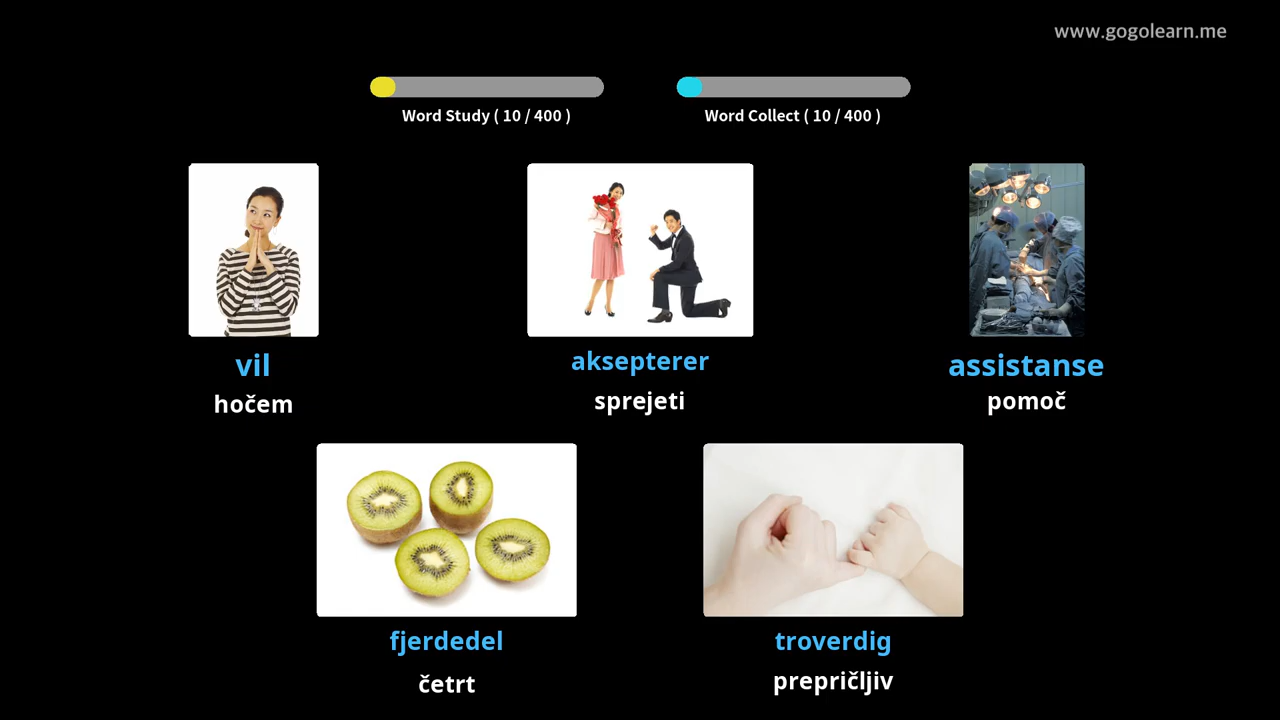 www.gogolearn.me
Word Study ( 10 / 400 )
Word Collect ( 10 / 400 )
vil
hočem
aksepterer
sprejeti
assistanse
pomoč
fjerdedel
četrt
troverdig
prepričljiv